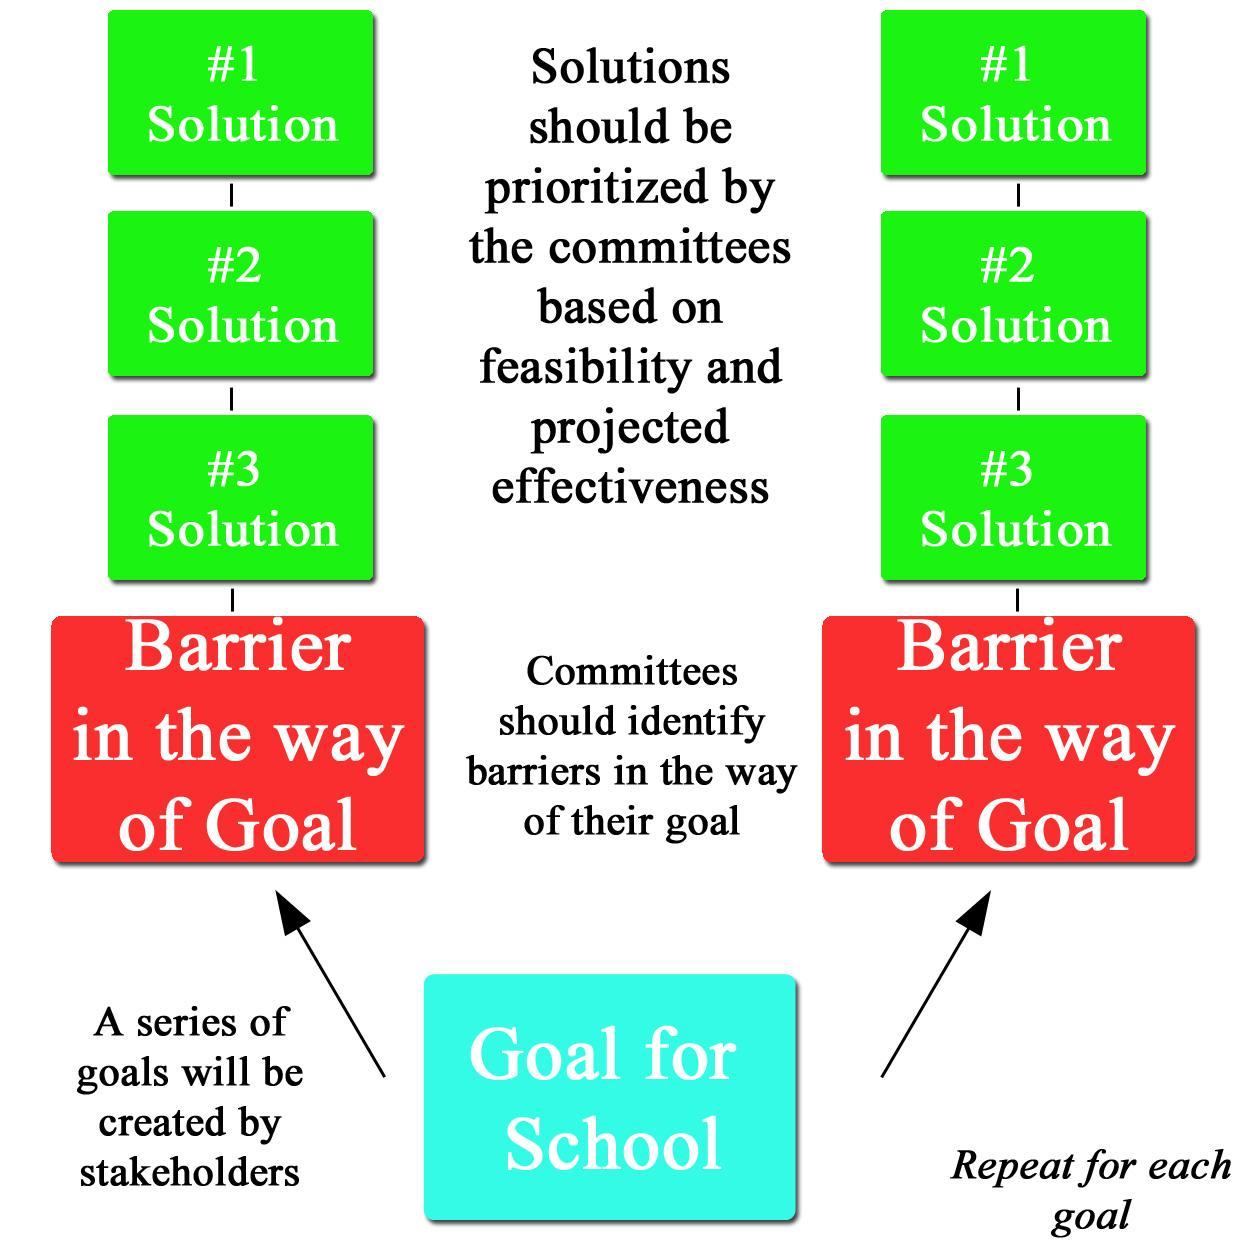 #1
Solution
#2
Solution
#3
Solution
Barrier
in the way
of Goal
Solutions
should be
prioritized by
the committees
based on
feasibility and
projected
effectiveness
Committees
should identify
barriers in the way
of their goal
#1
Solution
#2
Solution
#3
Solution
Barrier
in the way
of Goal
A series of
goals will be
created by
stakeholders
Goal for
School
Repeat for each
goal